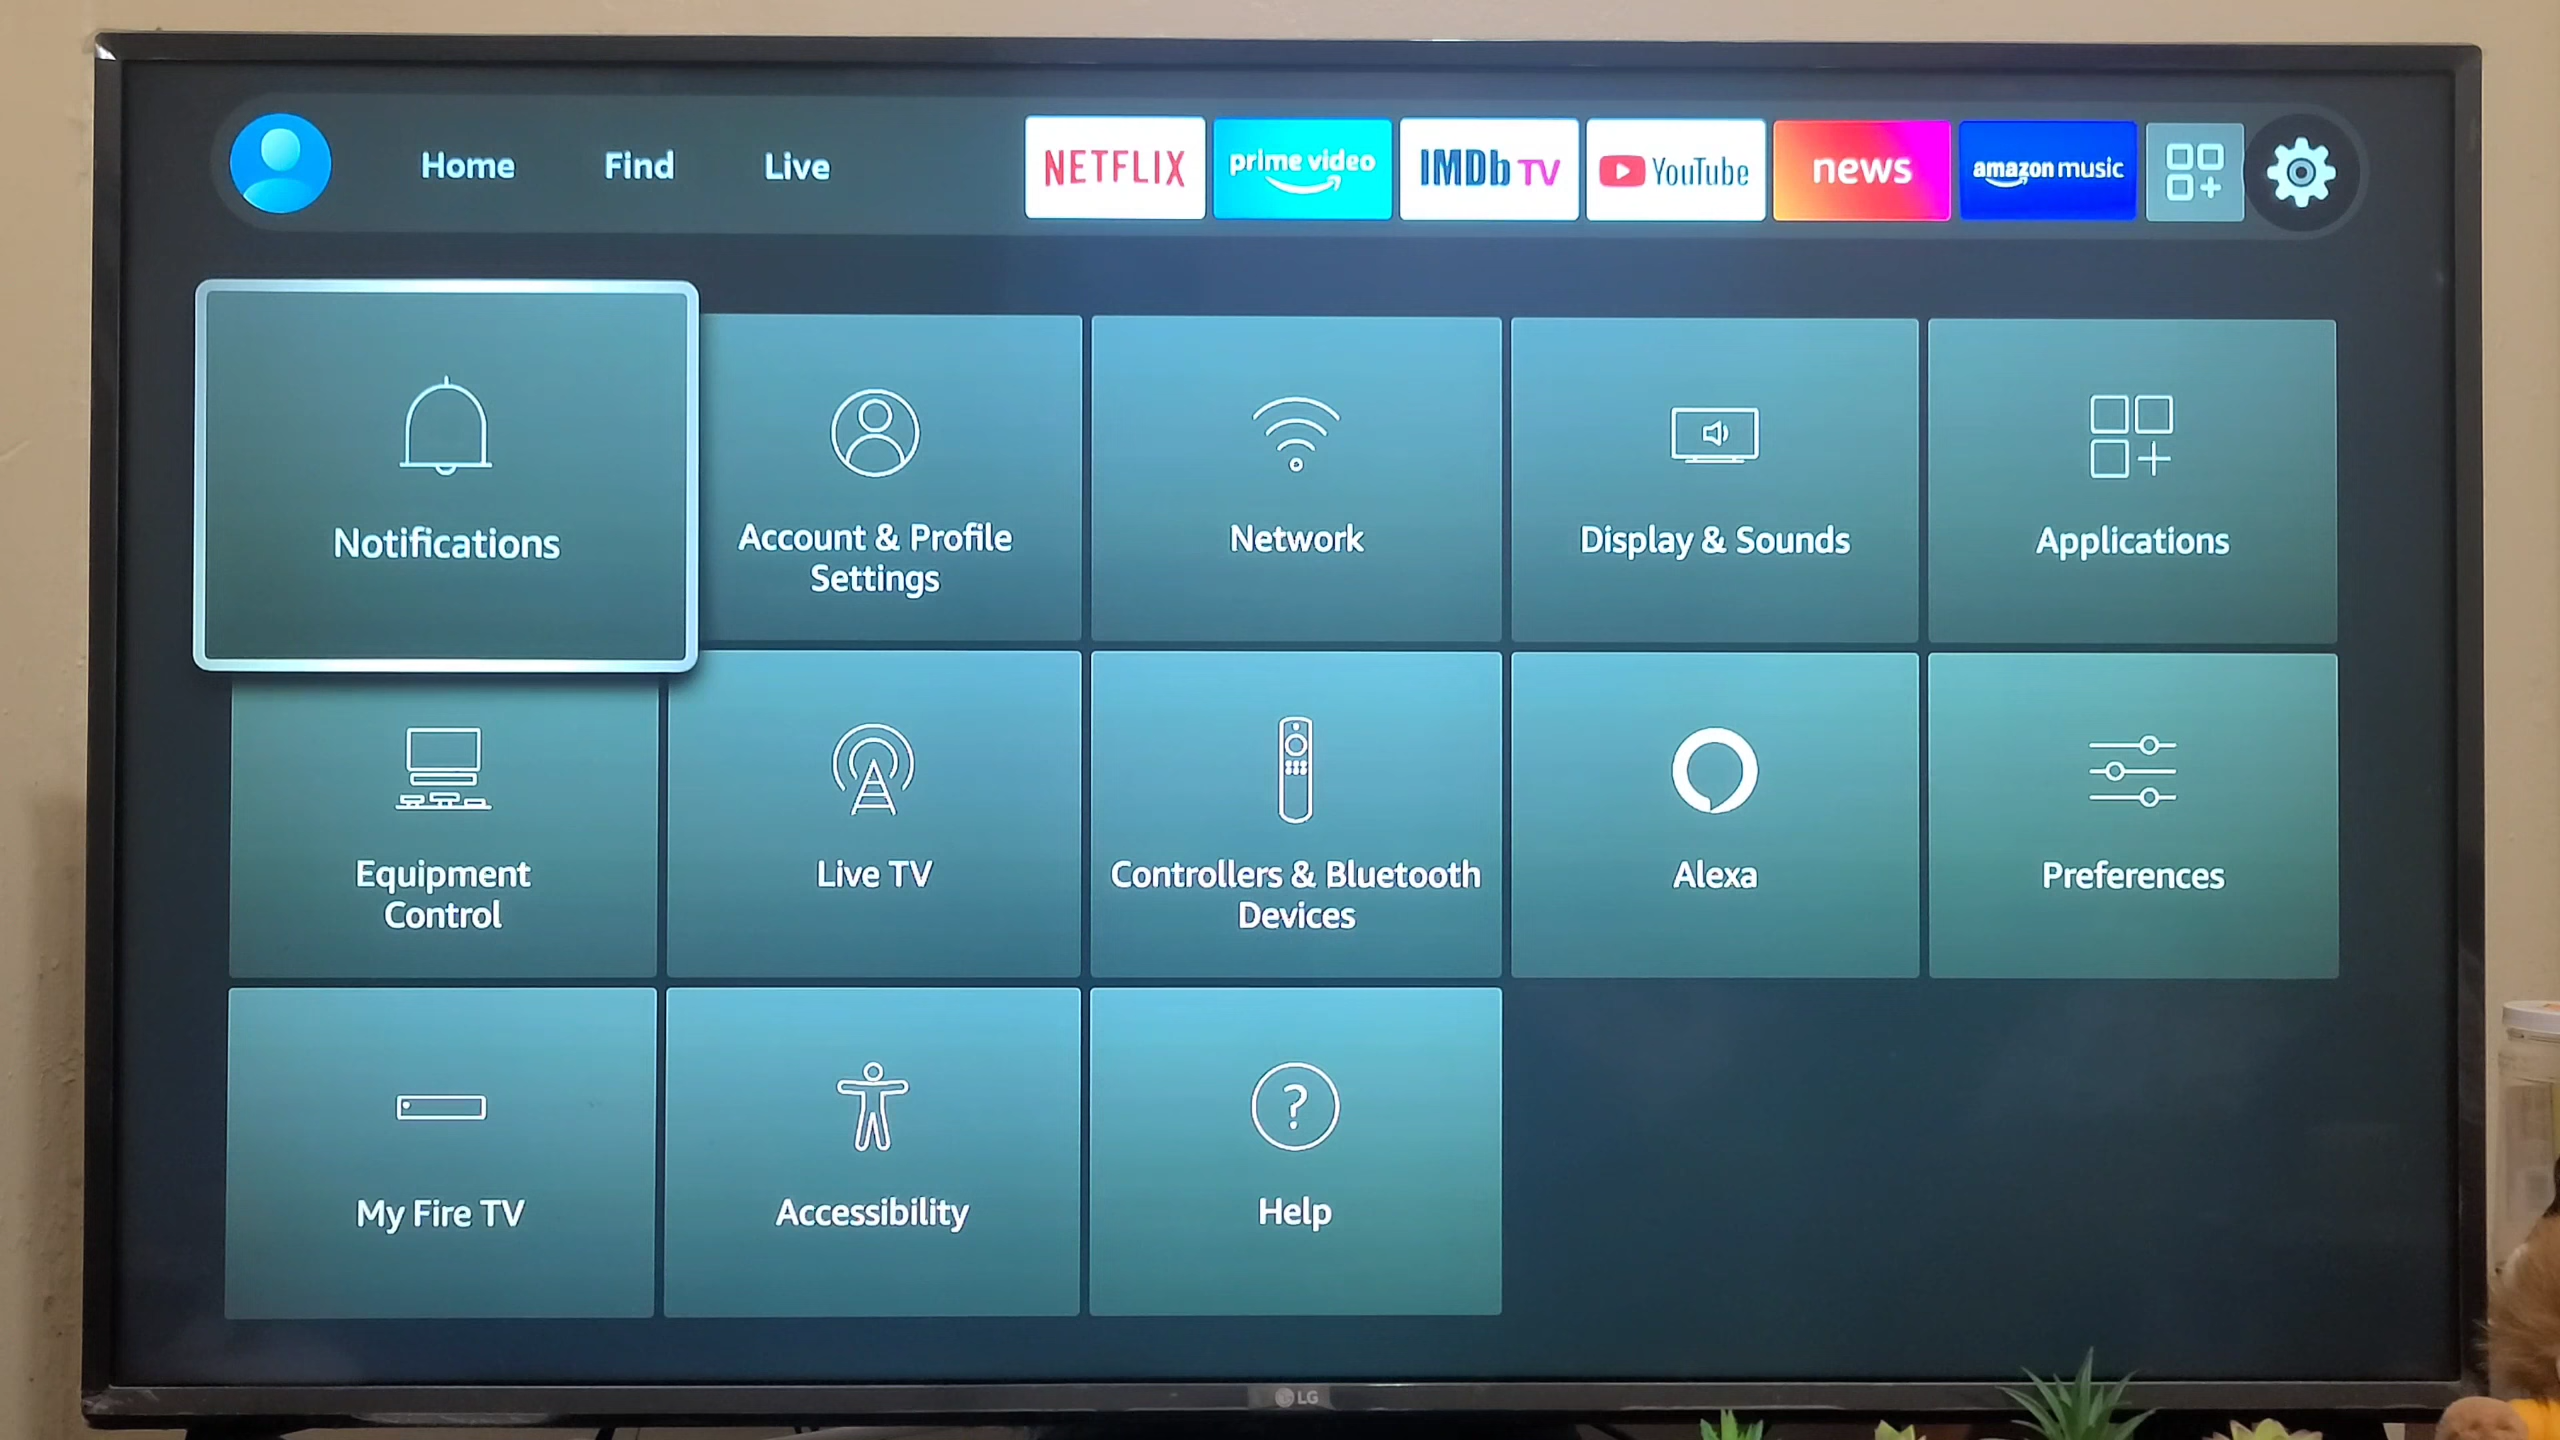 Home Find Live NETFLIX prime video IMDb TV YouTube news amazon music
Notifications
Account & Profile
Settings
Network
Display & Sounds
Applications
Equipment
Control
Live TV
Controllers & Bluetooth
Devices
Alexa
Preferences
My Fire TV
Accessibility
?
Help
LG